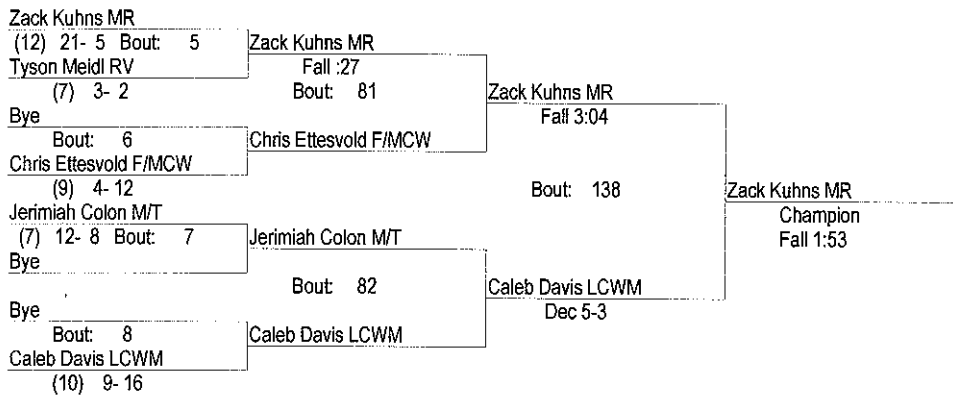 Zack Kuhns MR
(12) 21- 5 Bout: 5
Zack Kuhns MR
Tyson Meidl RV
Fall :27
(7) 3- 2
Bout: 81
Zack Kuhns MR
Bye
Fall 3:04
Bout: 6
Chris Ettesvold F/MCW
Chris Ettesvold F/MCW
(9) 4- 12
Bout: 138
Zack Kuhns MR
Jerimiah Colon M/T
Champion
(7) 12- 8 Bout: 7
Jerimiah Colon M/T
Fall 1:53
Bye
Bout: 82
Caleb Davis LCWM
Bye
Dec 5-3
Bout: 8
Caleb Davis LCWM
Caleb Davis LCWM
(10) 9- 16